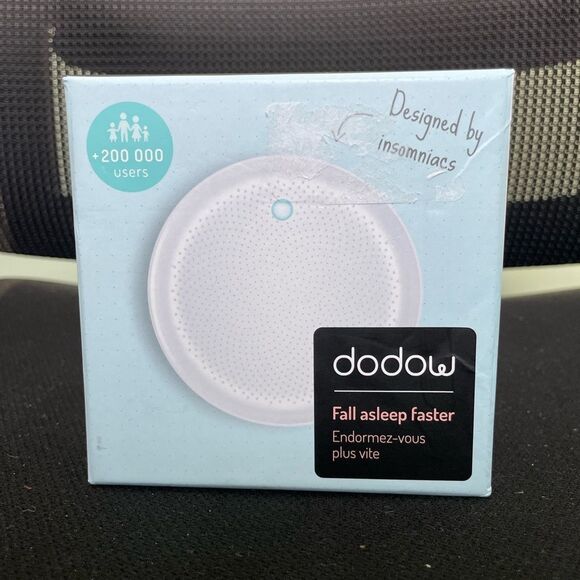 +200 000
users
Designed by
insomniacs
dodow
Fall asleep faster
Endormez-vous
plus vite